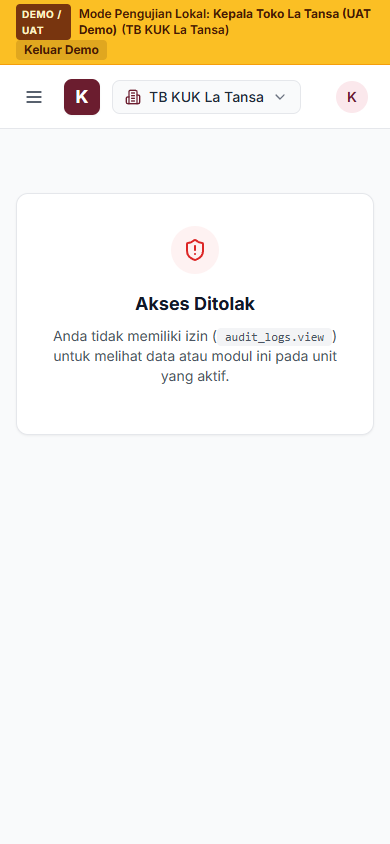 DEMO /
UAT
Mode Pengujian Lokal: Kepala Toko La Tansa (UAT
Demo) (TB KUK La Tansa)
Keluar Demo
K
TB KUK La Tansa
K
Akses Ditolak
Anda tidak memiliki izin ( audit_logs.view )
untuk melihat data atau modul ini pada unit
yang aktif.